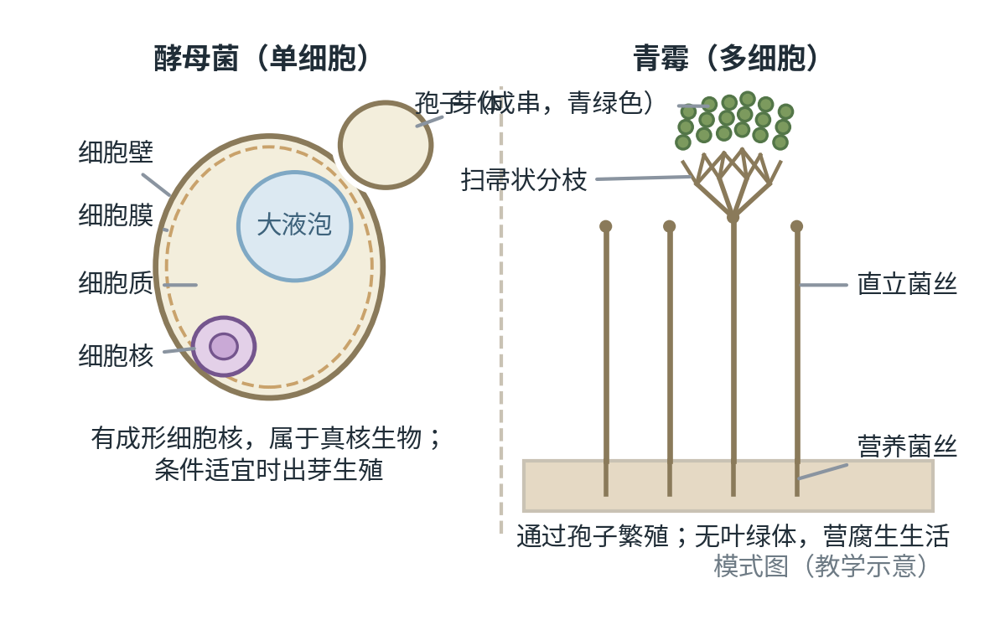 酵母菌（单细胞）
细胞壁
细胞膜
细胞质
细胞核
大液泡
芽体
有成形细胞核，属于真核生物；
条件适宜时出芽生殖
青霉（多细胞）
孢子（成串，青绿色）
扫帚状分枝
直立菌丝
营养菌丝
通过孢子繁殖；无叶绿体，营腐生生活
模式图（教学示意）